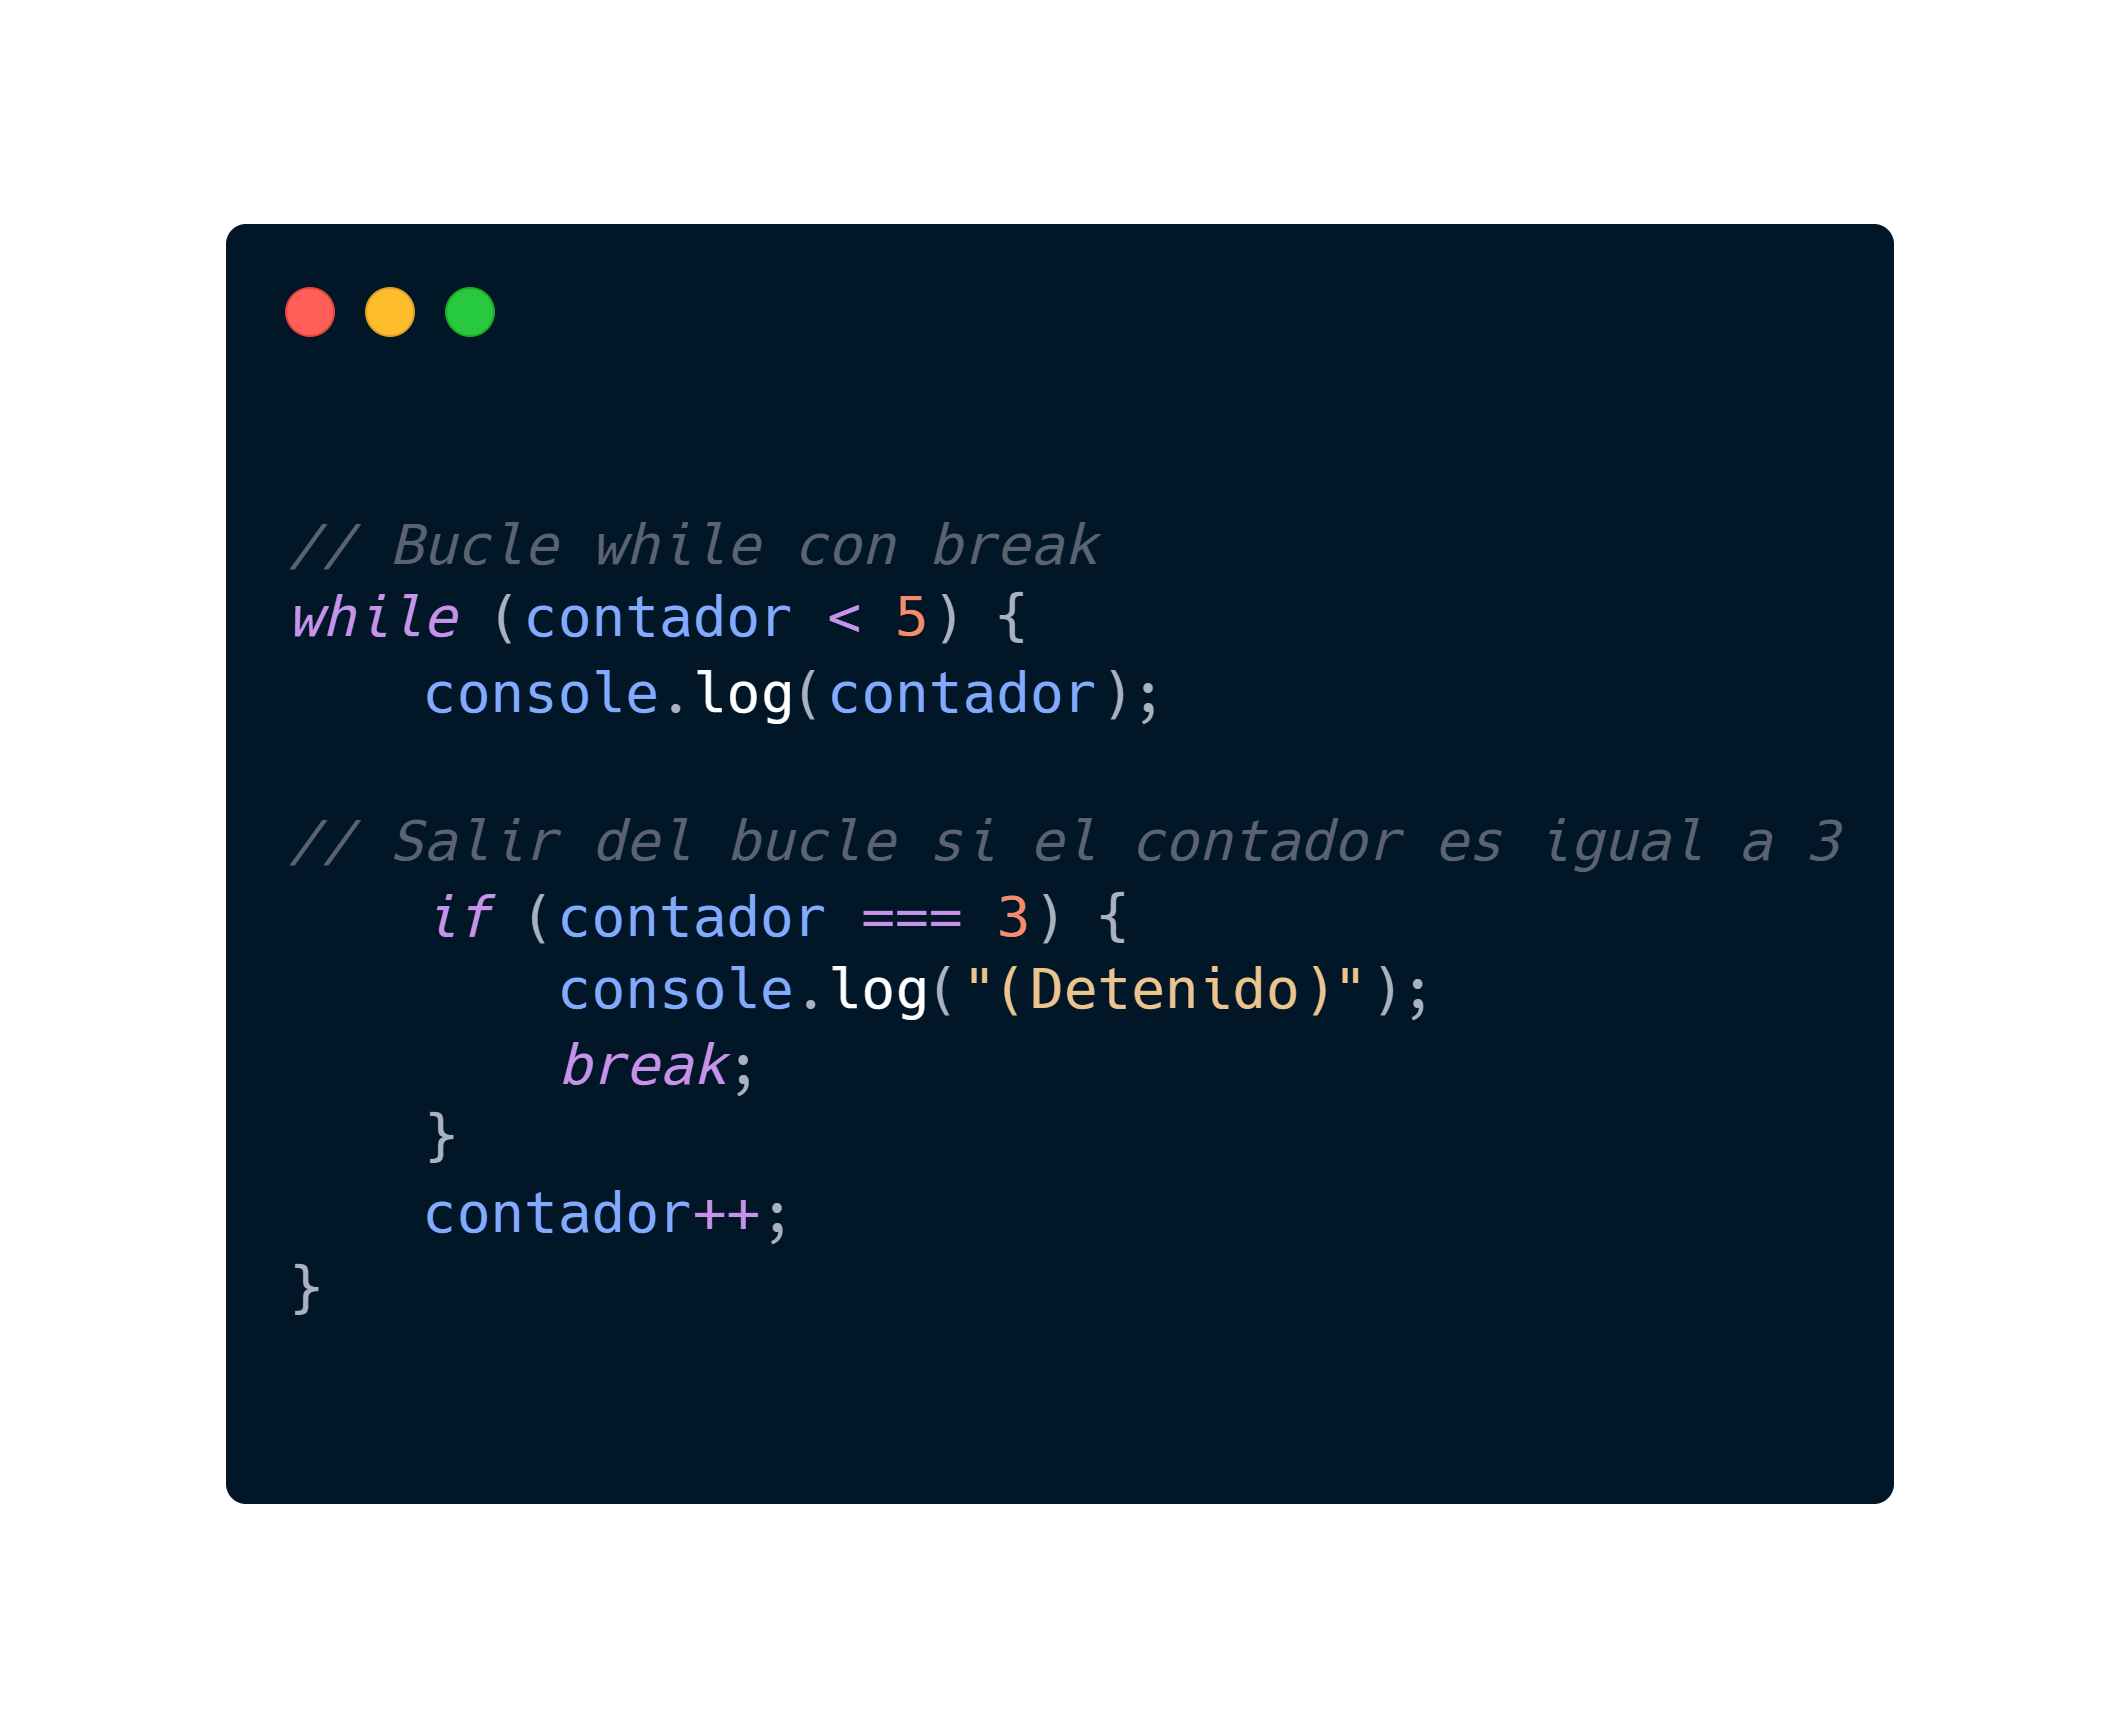 // Bucle while con break
while (contador < 5) {
    console.log(contador);
// Salir del bucle si el contador es igual a 3
    if (contador === 3) {
        console.log("(Detenido)");
        break;
    }
    contador++;
}